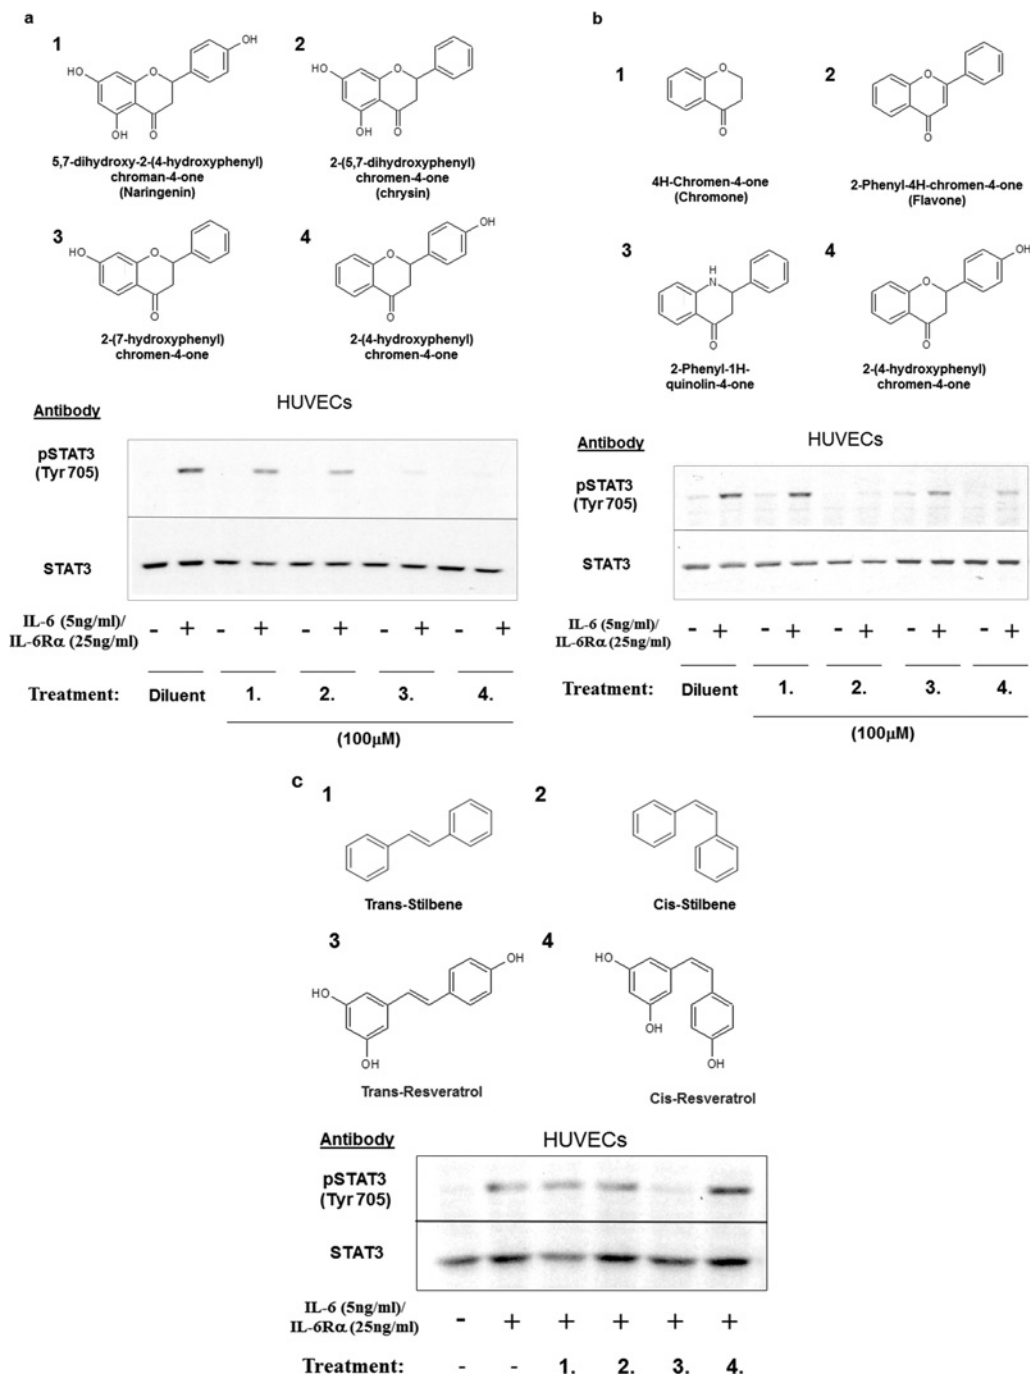 a
1
OH
HO
O
OH
O
5,7-dihydroxy-2-(4-hydroxyphenyl)
chroman-4-one
(Naringenin)
2
HO
O
OH
O
2-(5,7-dihydroxyphenyl)
chromen-4-one
(chrysin)
3
HO
O
O
2-(7-hydroxyphenyl)
chromen-4-one
4
OH
O
O
2-(4-hydroxyphenyl)
chromen-4-one
Antibody
HUVECs
pSTAT3
(Tyr 705)
STAT3
IL-6 (5ng/ml)/
IL-6Rα (25ng/ml)
- + - + - + - + - +
Treatment: Diluent 1. 2. 3. 4.
(100μM)
b
1
O
O
4H-Chromen-4-one
(Chromone)
2
O
O
2-Phenyl-4H-chromen-4-one
(Flavone)
3
H
N
O
2-Phenyl-1H-
quinolin-4-one
4
OH
O
O
2-(4-hydroxyphenyl)
chromen-4-one
Antibody
HUVECs
pSTAT3
(Tyr 705)
STAT3
IL-6 (5ng/ml)/
IL-6Rα (25ng/ml)
- + - + - + - + - +
Treatment: Diluent 1. 2. 3. 4.
(100μM)
c
1
Trans-Stilbene
2
Cis-Stilbene
3
OH
HO
OH
Trans-Resveratrol
4
HO
OH
OH
Cis-Resveratrol
Antibody
HUVECs
pSTAT3
(Tyr 705)
STAT3
IL-6 (5ng/ml)/
IL-6Rα (25ng/ml)
- + + + + +
Treatment: - - 1. 2. 3. 4.